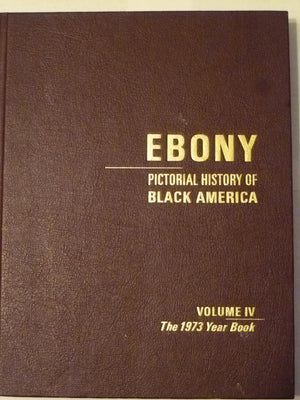 EBONY
PICTORIAL HISTORY OF
BLACK AMERICA
VOLUME IV
The 1973 Year Book